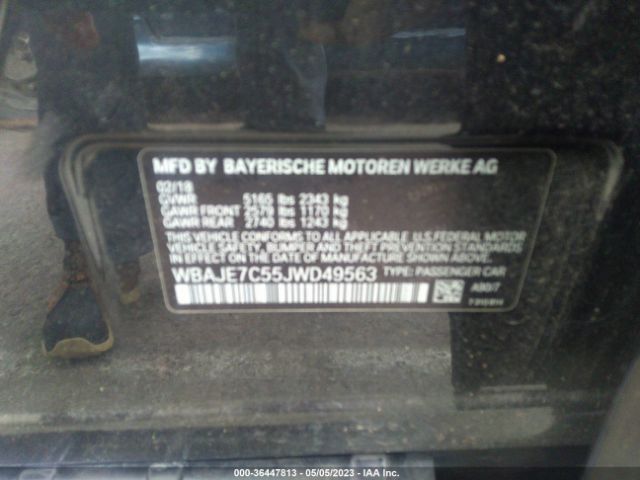 MFD BY BAYERISCHE MOTOREN WERKE AG
02/18
GVWR 5165 lbs 2343 kg
GAWR FRONT 2579 lbs 1170 kg
GAWR REAR 2740 lbs 1243 kg
THIS VEHICLE CONFORMS TO ALL APPLICABLE U.S. FEDERAL MOTOR
VEHICLE SAFETY, BUMPER AND THEFT PREVENTION STANDARDS IN
EFFECT ON THE DATE OF MANUFACTURE SHOWN ABOVE.
WBAJE7C55JWD49563 TYPE: PASSENGER CAR
A90/7
000-36447813 - 05/05/2023 - IAA Inc.